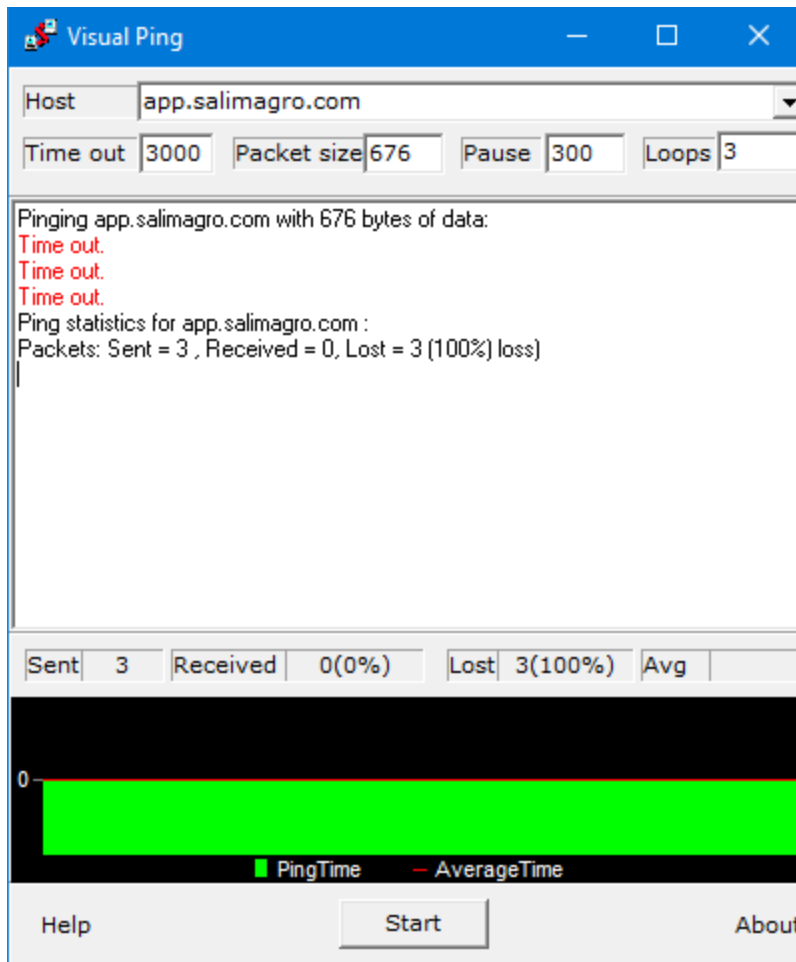 Visual Ping
Host app.salimagro.com
Time out 3000 Packet size 676 Pause 300 Loops 3
Pinging app.salimagro.com with 676 bytes of data:
Time out.
Time out.
Time out.
Ping statistics for app.salimagro.com :
Packets: Sent = 3 , Received = 0, Lost = 3 (100%) loss)
Sent 3 Received 0(0%) Lost 3(100%) Avg
0
PingTime AverageTime
Help Start About